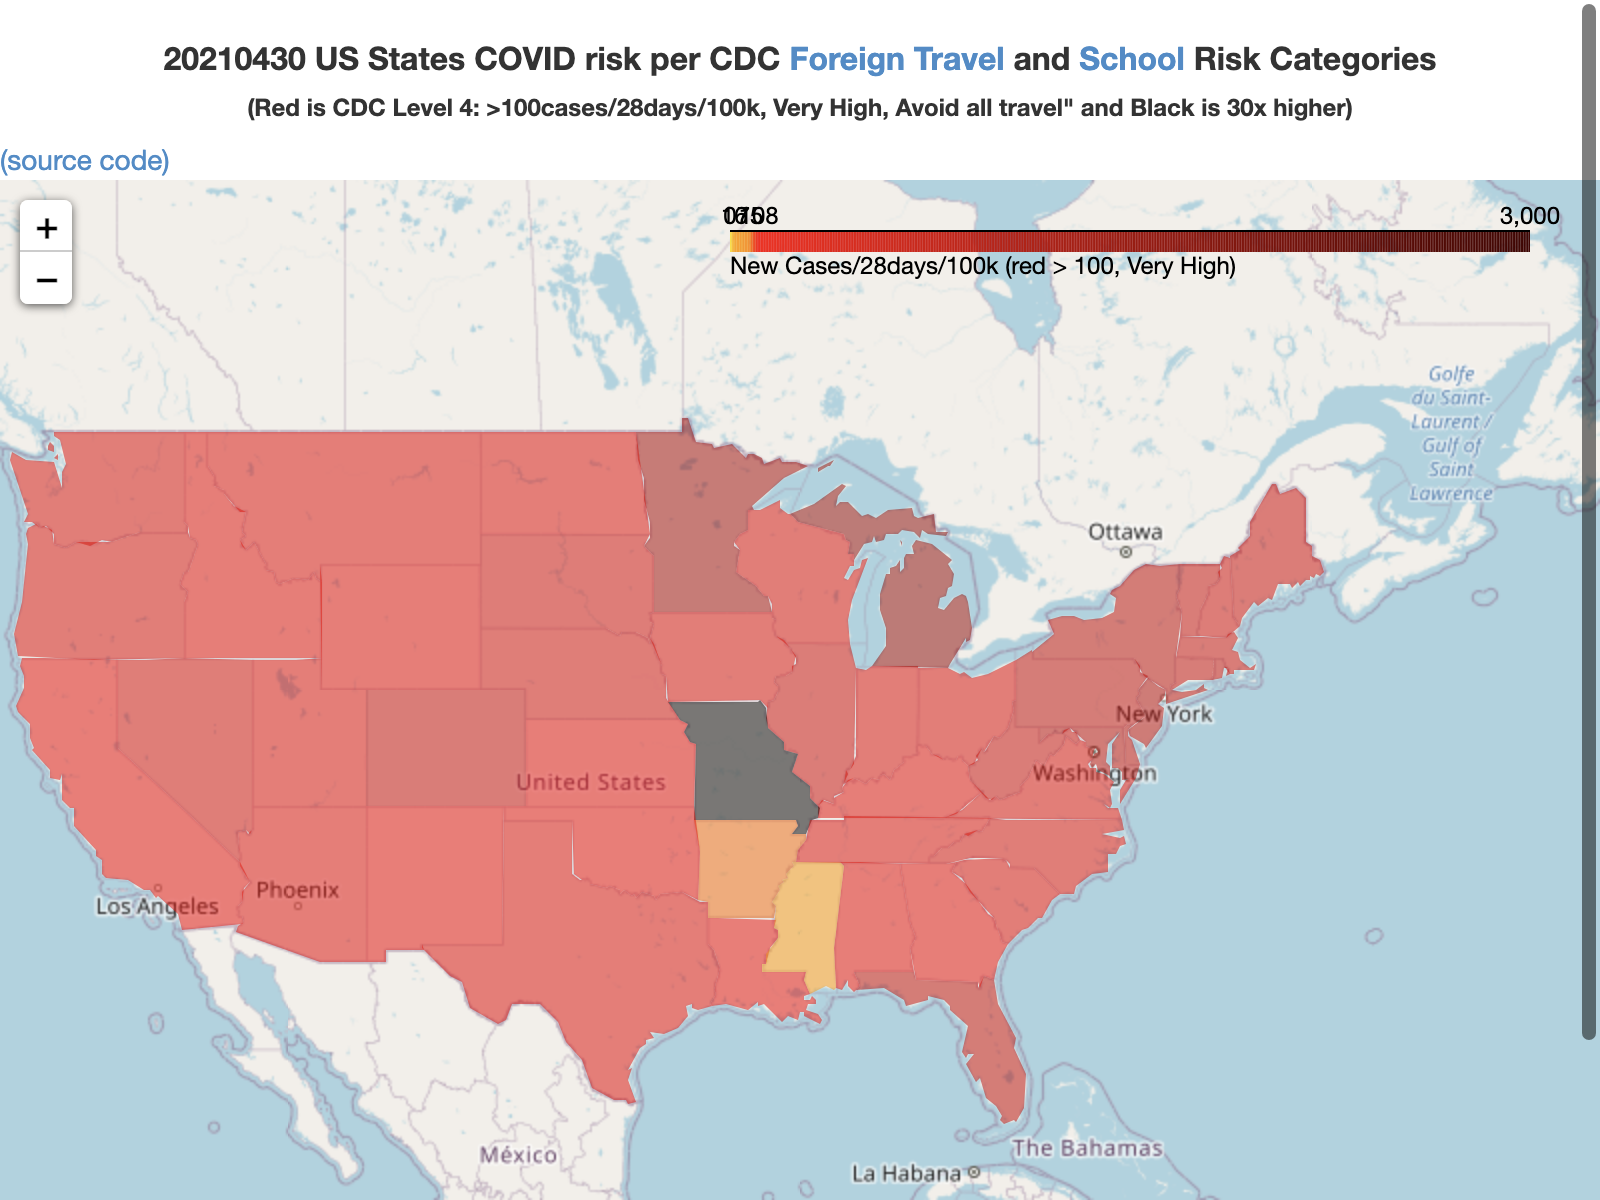 20210430 US States COVID risk per CDC Foreign Travel and School Risk Categories
(Red is CDC Level 4: >100cases/28days/100k, Very High, Avoid all travel" and Black is 30x higher)
(source code)
+
−
3,000
New Cases/28days/100k (red > 100, Very High)
Golfe
du Saint-
Laurent /
Gulf of
Saint
Lawrence
Ottawa
New York
Washington
United States
Phoenix
Los Angeles
México
The Bahamas
La Habana